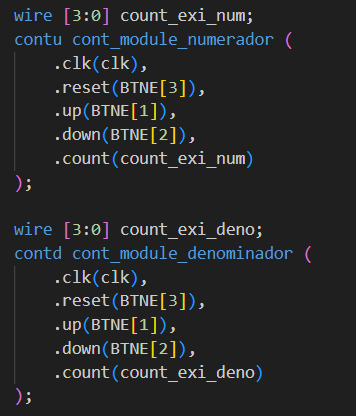 wire [3:0] count_exi_num;
contu cont_module_numerador (
    .clk(clk),
    .reset(BTNE[3]),
    .up(BTNE[1]),
    .down(BTNE[2]),
    .count(count_exi_num)
);

wire [3:0] count_exi_deno;
contd cont_module_denominador (
    .clk(clk),
    .reset(BTNE[3]),
    .up(BTNE[1]),
    .down(BTNE[2]),
    .count(count_exi_deno)
);